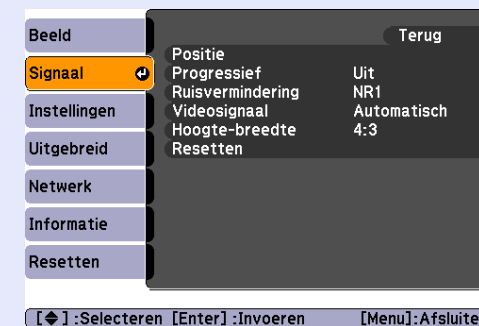 Beeld
Signaal
Instellingen
Uitgebreid
Netwerk
Informatie
Resetten
Terug
Positie
Progressief Uit
Ruisvermindering NR1
Videosignaal Automatisch
Hoogte-breedte 4:3
Resetten
[◆] :Selecteren [Enter] :Invoeren [Menu]:Afsluite